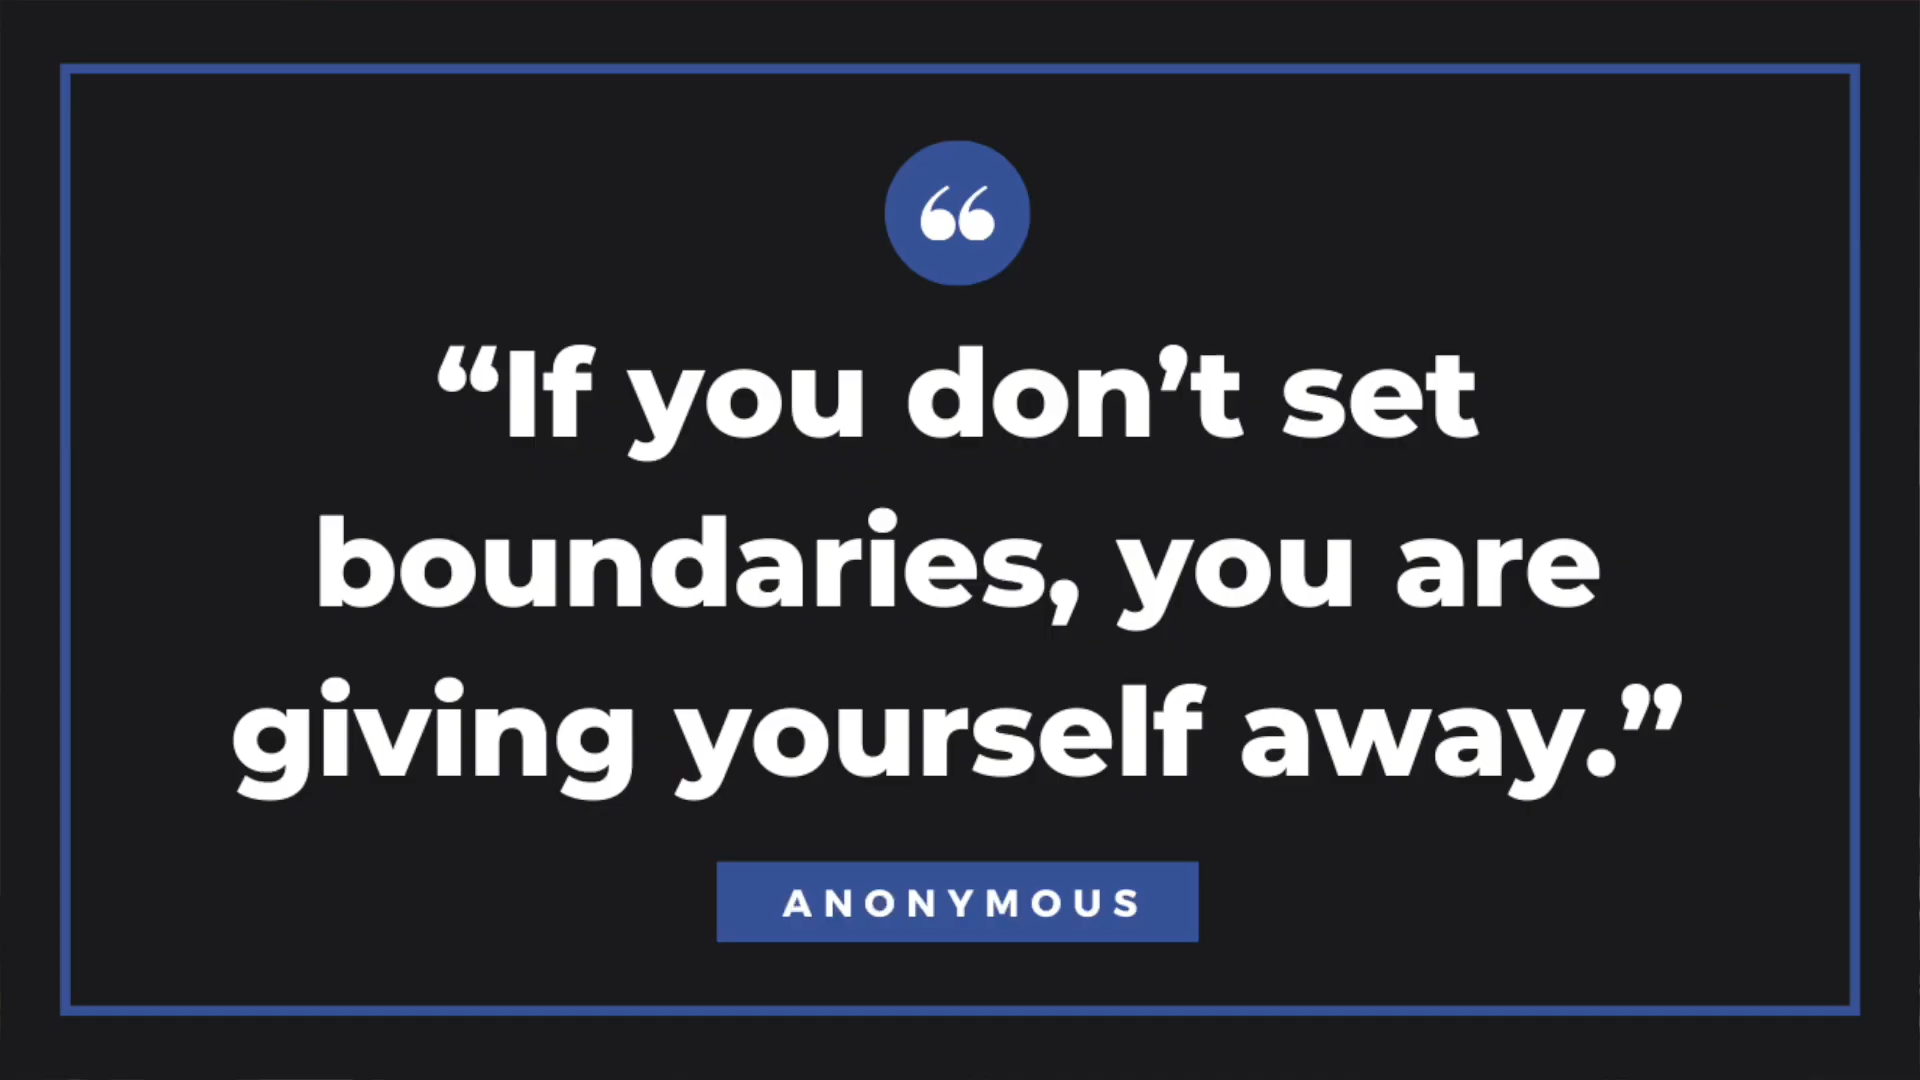 “
“If you don’t set
boundaries, you are
giving yourself away.”
ANONYMOUS